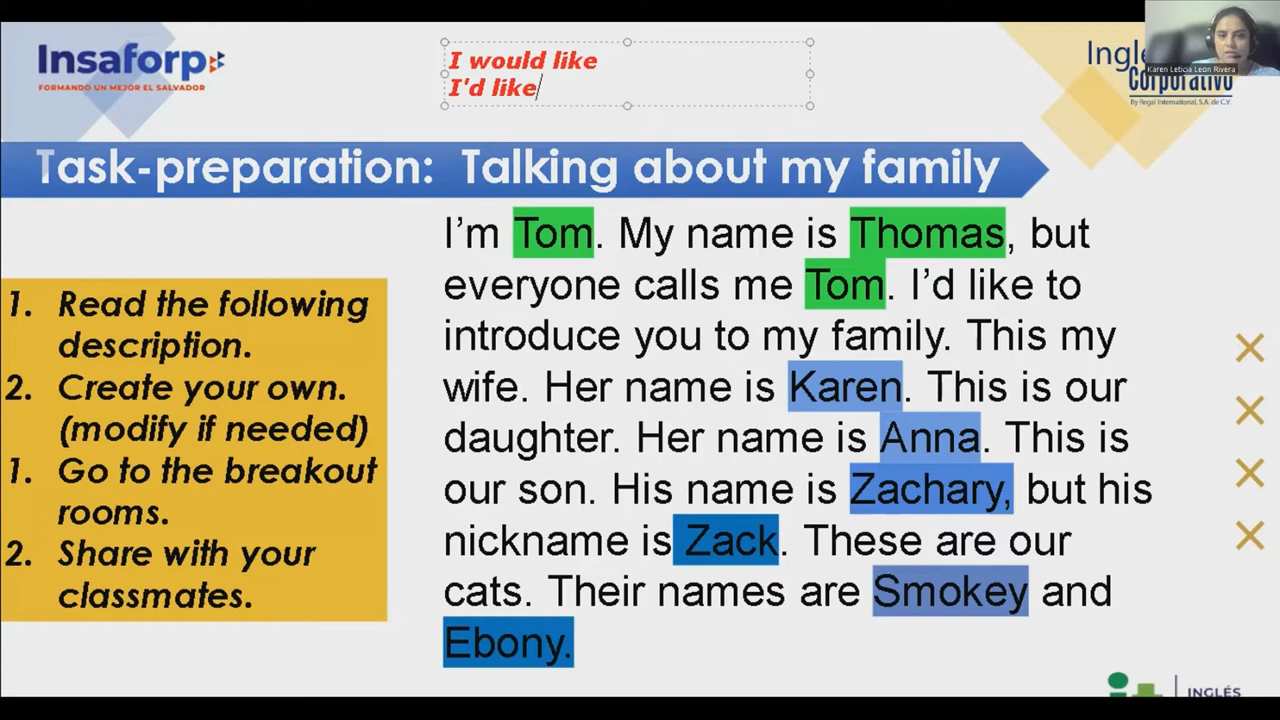 Insaforp
FORMANDO UN MEJOR EL SALVADOR
I would like
I'd like
Karen Leticia Leon Rivera
Corporativo
By Regal International, S.A. de C.V.
Task-preparation: Talking about my family
1. Read the following
description.
2. Create your own.
(modify if needed)
1. Go to the breakout
rooms.
2. Share with your
classmates.
I'm Tom. My name is Thomas, but
everyone calls me Tom. I'd like to
introduce you to my family. This my
wife. Her name is Karen. This is our
daughter. Her name is Anna. This is
our son. His name is Zachary, but his
nickname is Zack. These are our
cats. Their names are Smokey and
Ebony.
INGLÉS